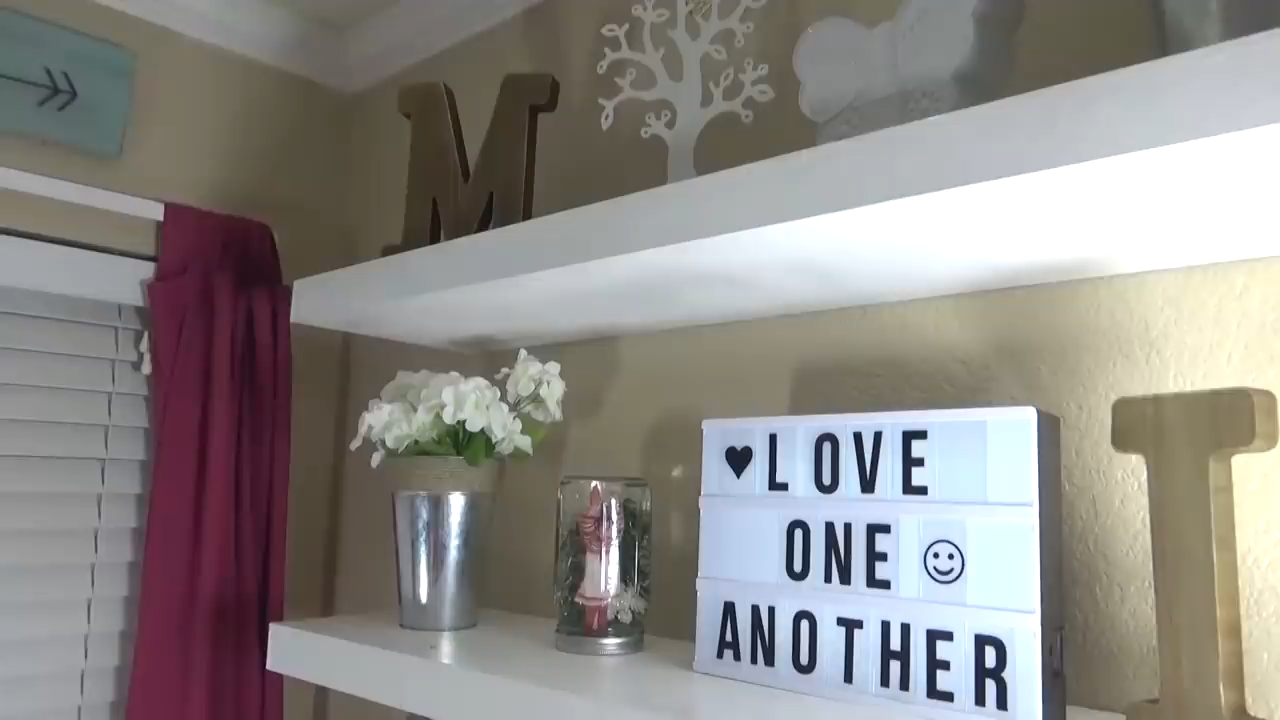 M
♥LOVE
ONE ☺
ANOTHER
I